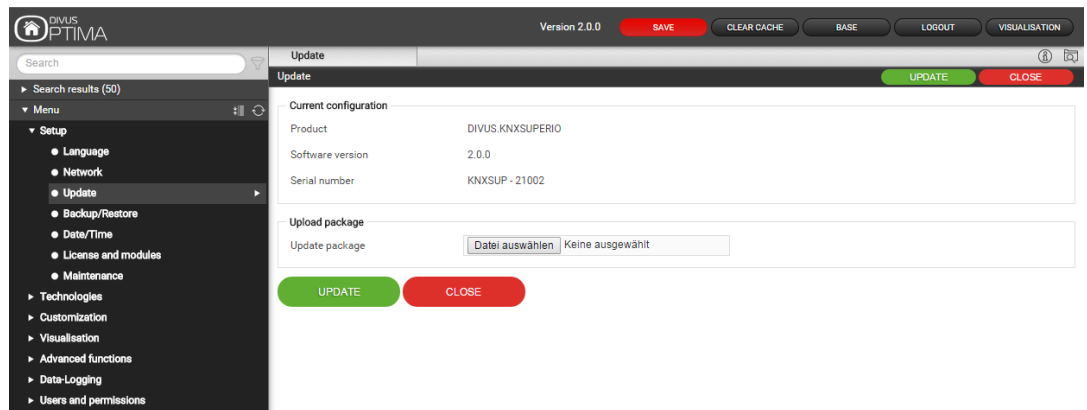 DIVUS
OPTIMA
Version 2.0.0
SAVE
CLEAR CACHE
BASE
LOGOUT
VISUALISATION
Search
Search results (50)
Menu
Setup
Language
Network
Update
Backup/Restore
Date/Time
License and modules
Maintenance
Technologies
Customization
Visualisation
Advanced functions
Data-Logging
Users and permissions
Update
Update
UPDATE
CLOSE
Current configuration
Product DIVUS.KNXSUPERIO
Software version 2.0.0
Serial number KNXSUP - 21002
Upload package
Update package Datei auswählen Keine ausgewählt
UPDATE
CLOSE